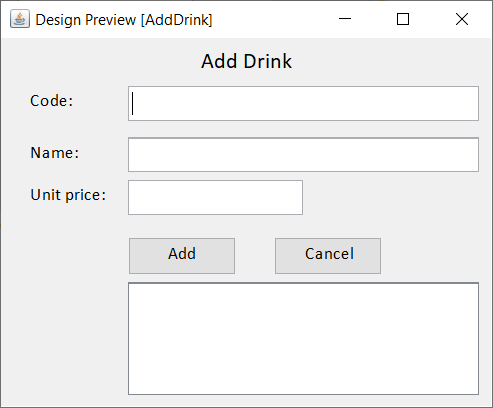 Design Preview [AddDrink]
Add Drink
Code:
Name:
Unit price:
Add
Cancel